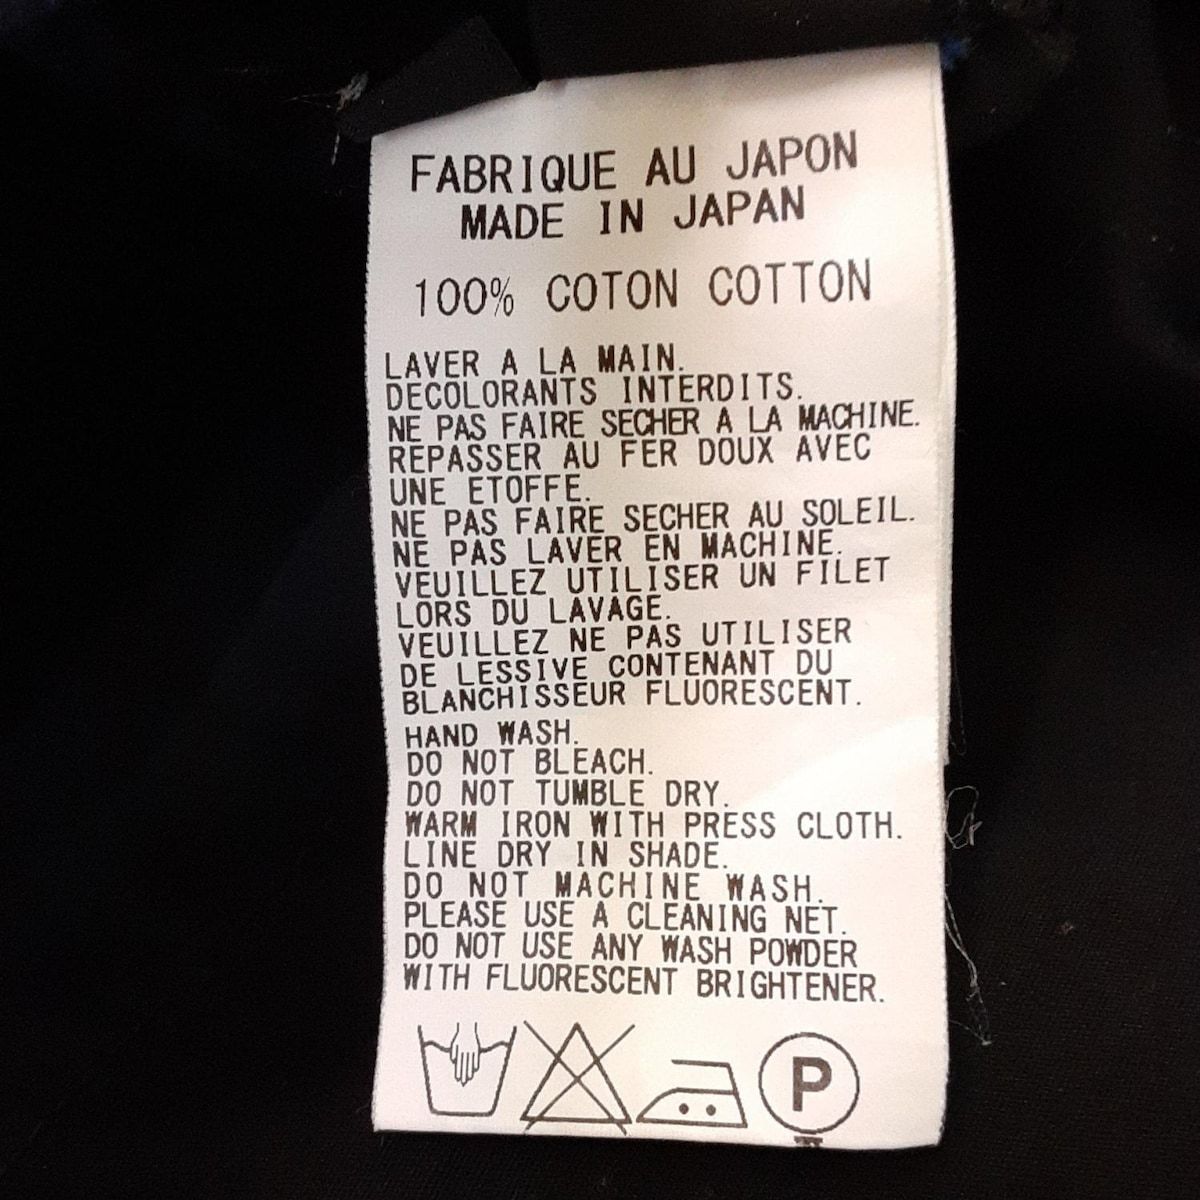 FABRIQUE AU JAPON
MADE IN JAPAN
100% COTON COTTON
LAVER A LA MAIN.
DECOLORANTS INTERDITS.
NE PAS FAIRE SECHER A LA MACHINE.
REPASSER AU FER DOUX AVEC
UNE ETOFFE.
NE PAS FAIRE SECHER AU SOLEIL.
NE PAS LAVER EN MACHINE.
VEUILLEZ UTILISER UN FILET
LORS DU LAVAGE.
VEUILLEZ NE PAS UTILISER
DE LESSIVE CONTENANT DU
BLANCHISSEUR FLUORESCENT.
HAND WASH.
DO NOT BLEACH.
DO NOT TUMBLE DRY.
WARM IRON WITH PRESS CLOTH.
LINE DRY IN SHADE.
DO NOT MACHINE WASH.
PLEASE USE A CLEANING NET.
DO NOT USE ANY WASH POWDER
WITH FLUORESCENT BRIGHTENER.
P